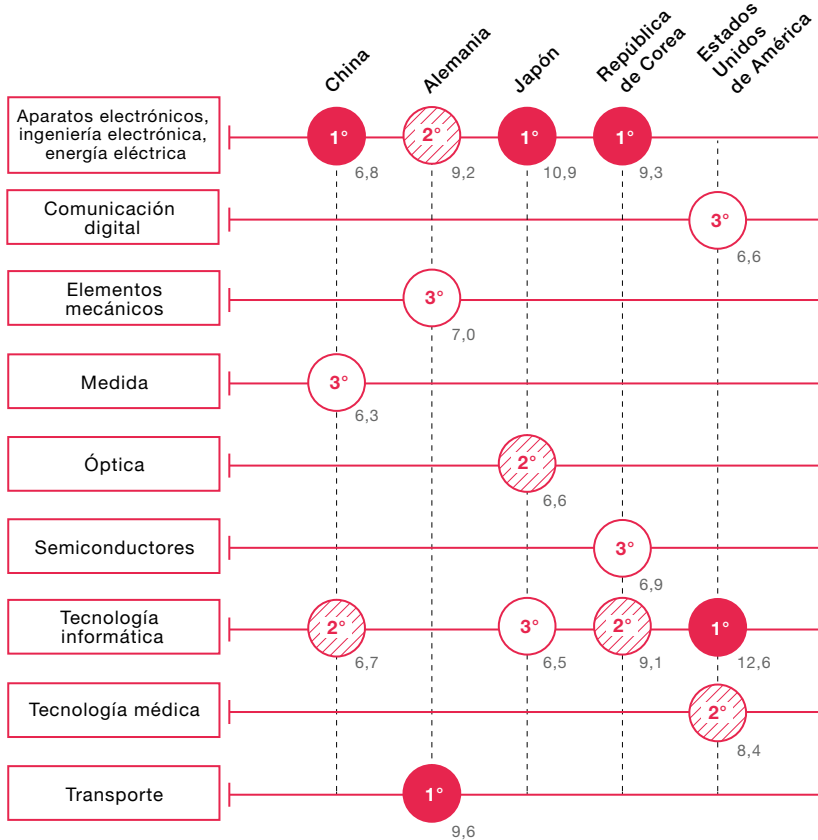 China
Alemania
Japón
República
de Corea
Estados
Unidos
de América
Aparatos electrónicos,
ingeniería electrónica,
energía eléctrica
1°
2°
1°
1°
6,8
9,2
10,9
9,3
Comunicación
digital
3°
6,6
Elementos
mecánicos
3°
7,0
Medida
3°
6,3
Óptica
2°
6,6
Semiconductores
3°
6,9
Tecnología
informática
2°
3°
2°
1°
6,7
6,5
9,1
12,6
Tecnología médica
2°
8,4
Transporte
1°
9,6